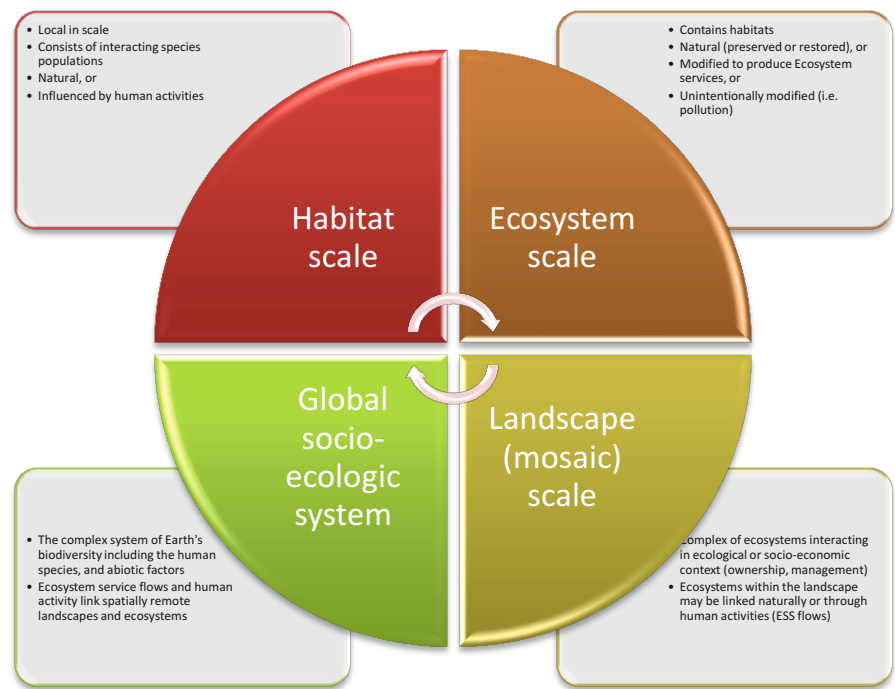 • Local in scale
• Consists of interacting species
populations
• Natural, or
• Influenced by human activities
• Contains habitats
• Natural (preserved or restored), or
• Modified to produce Ecosystem
services, or
• Unintentionally modified (i.e.
pollution)
Habitat
scale
Ecosystem
scale
Global
socio-
ecologic
system
Landscape
(mosaic)
scale
• The complex system of Earth's
biodiversity including the human
species, and abiotic factors
• Ecosystem service flows and human
activity link spatially remote
landscapes and ecosystems
• Complex of ecosystems interacting
in ecological or socio-economic
context (ownership, management)
• Ecosystems within the landscape
may be linked naturally or through
human activities (ESS flows)